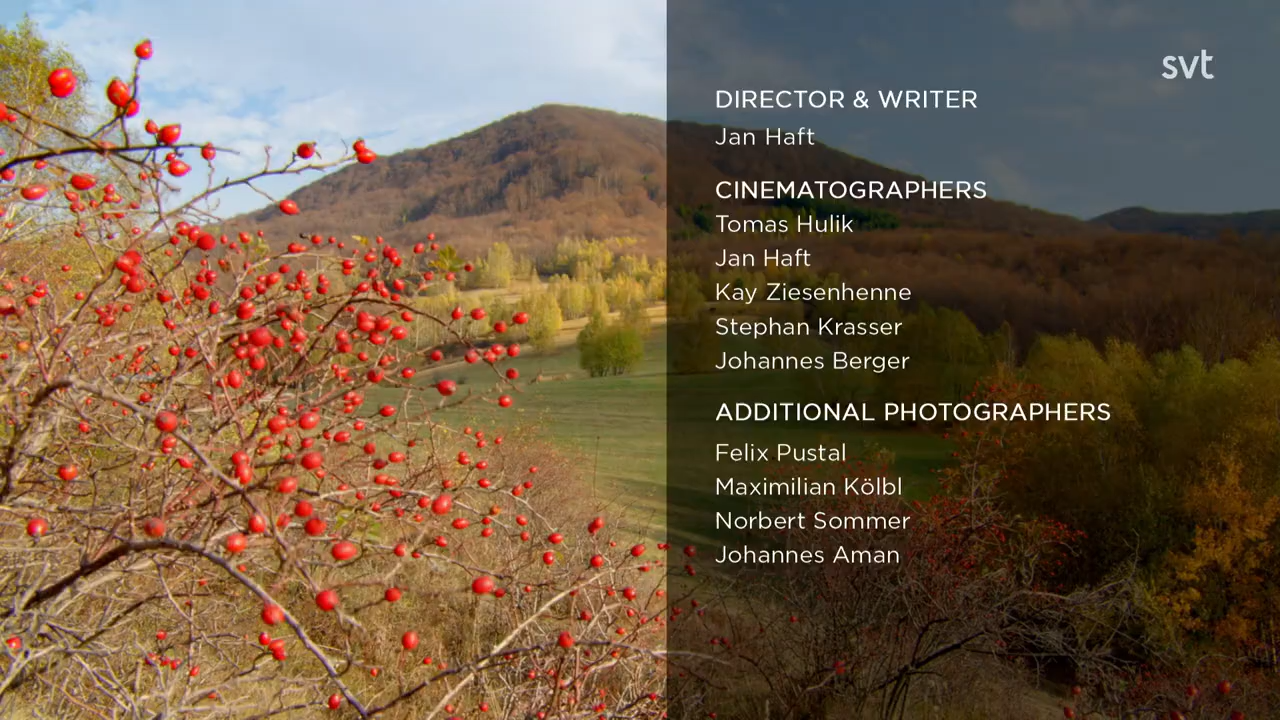 svt
DIRECTOR & WRITER
Jan Haft
CINEMATOGRAPHERS
Tomas Hulik
Jan Haft
Kay Ziesenhenne
Stephan Krasser
Johannes Berger
ADDITIONAL PHOTOGRAPHERS
Felix Pustal
Maximilian Kölbl
Norbert Sommer
Johannes Aman